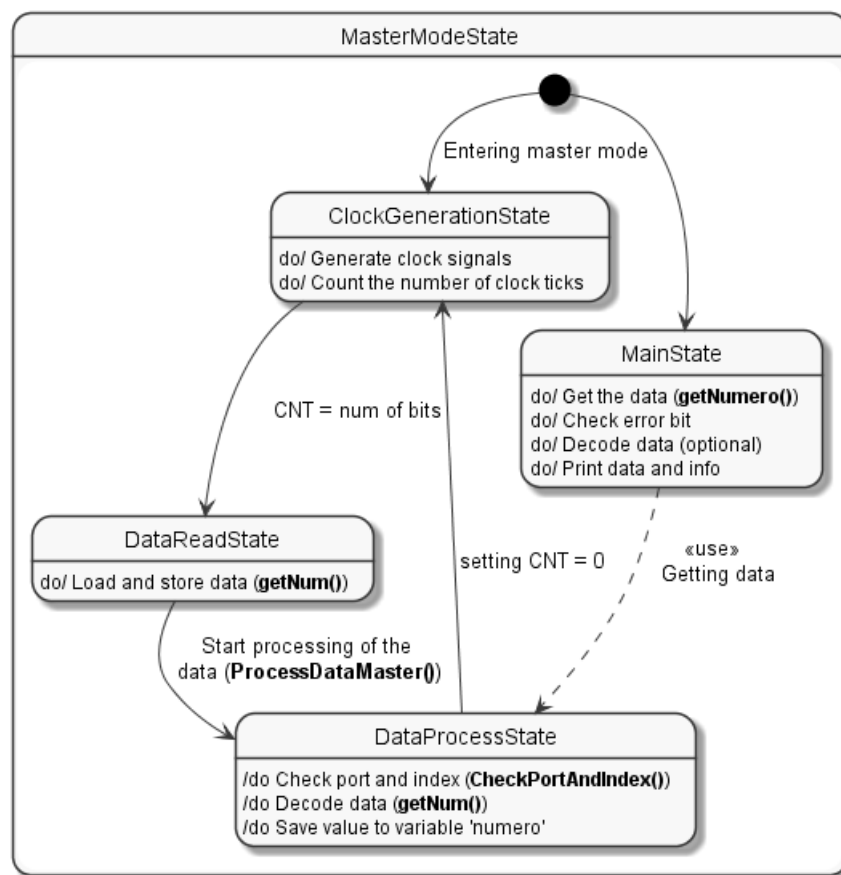 MasterModeState
Entering master mode
ClockGenerationState
do/ Generate clock signals
do/ Count the number of clock ticks
MainState
do/ Get the data (getNumero())
do/ Check error bit
do/ Decode data (optional)
do/ Print data and info
CNT = num of bits
DataReadState
do/ Load and store data (getNum())
setting CNT = 0
«use»
Getting data
Start processing of the
data (ProcessDataMaster())
DataProcessState
/do Check port and index (CheckPortAndIndex())
/do Decode data (getNum())
/do Save value to variable 'numero'